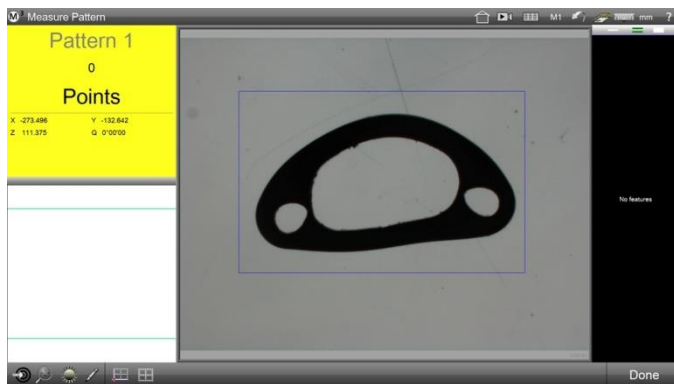 M³ Measure Pattern
M1
mm
?
Pattern 1
0
Points
X -273.496 Y -132.642
Z 111.375 Q 0°00'00
No features
Done